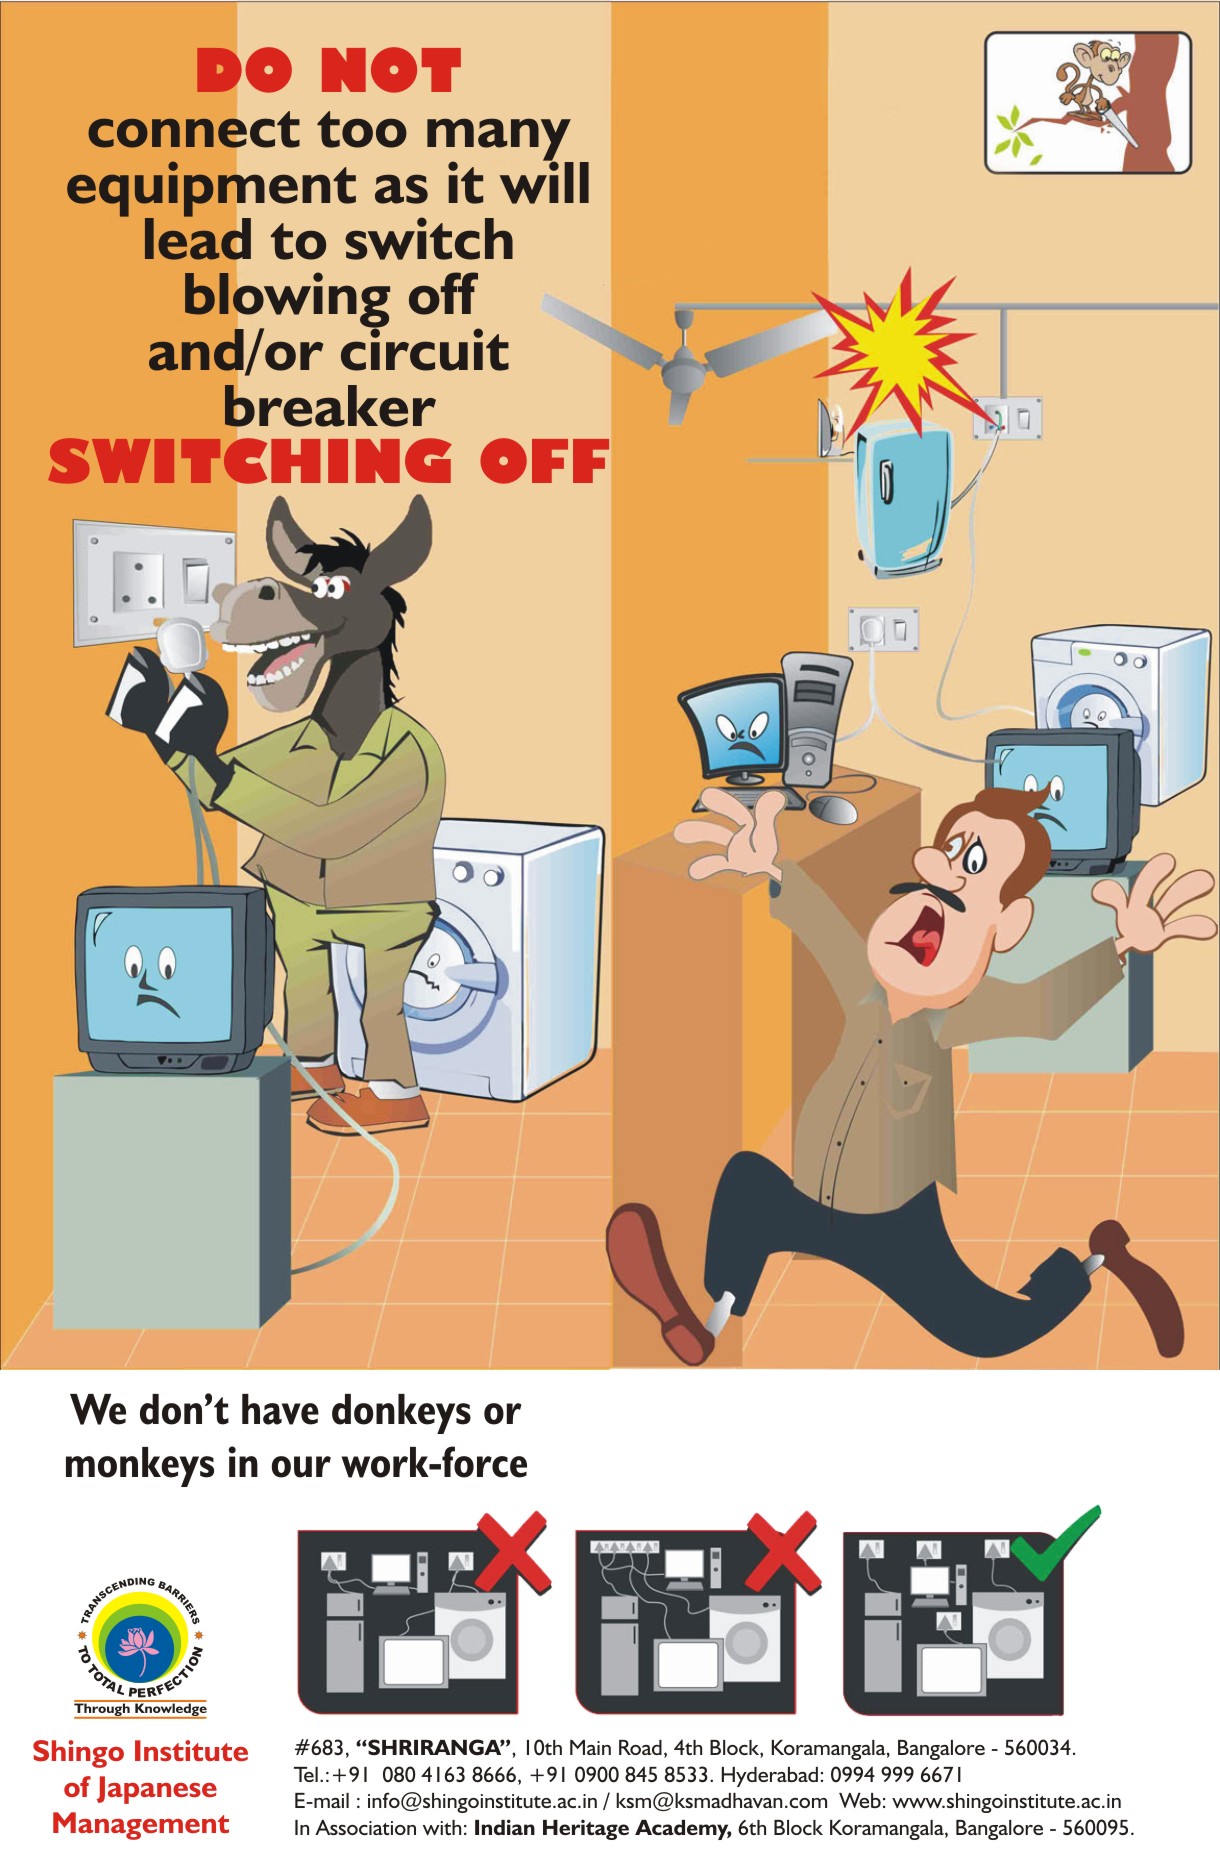 DO NOT
connect too many
equipment as it will
lead to switch
blowing off
and/or circuit
breaker
SWITCHING OFF
We don't have donkeys or
monkeys in our work-force
TRANSCENDING BARRIERS
TO TOTAL PERFECTION
Through Knowledge
Shingo Institute
of Japanese
Management
#683, “SHRIRANGA”, 10th Main Road, 4th Block, Koramangala, Bangalore - 560034.
Tel.:+91 080 4163 8666, +91 0900 845 8533. Hyderabad: 0994 999 6671
E-mail : info@shingoinstitute.ac.in / ksm@ksmadhavan.com Web: www.shingoinstitute.ac.in
In Association with: Indian Heritage Academy, 6th Block Koramangala, Bangalore - 560095.